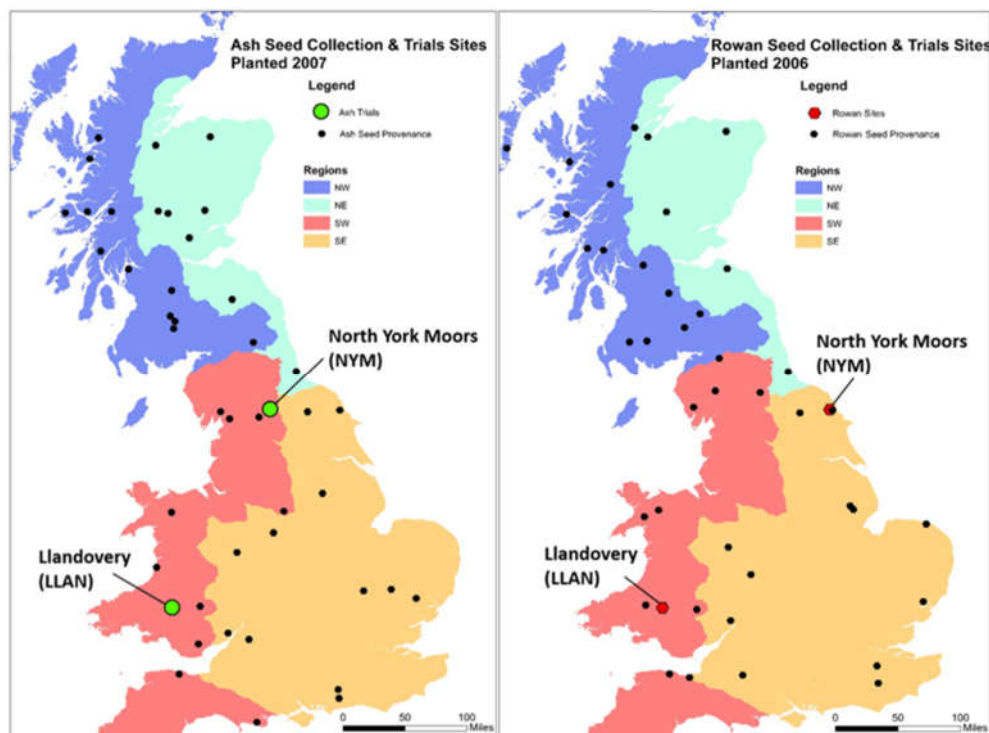 Ash Seed Collection & Trials Sites
Planted 2007
Legend
Ash Trials
Ash Seed Provenance
Regions
NW
NE
SW
SE
North York Moors
(NYM)
Llandovery
(LLAN)
0 50 100
Miles
Rowan Seed Collection & Trials Sites
Planted 2006
Legend
Rowan Sites
Rowan Seed Provenance
Regions
NW
NE
SW
SE
North York Moors
(NYM)
Llandovery
(LLAN)
0 50 100
Miles